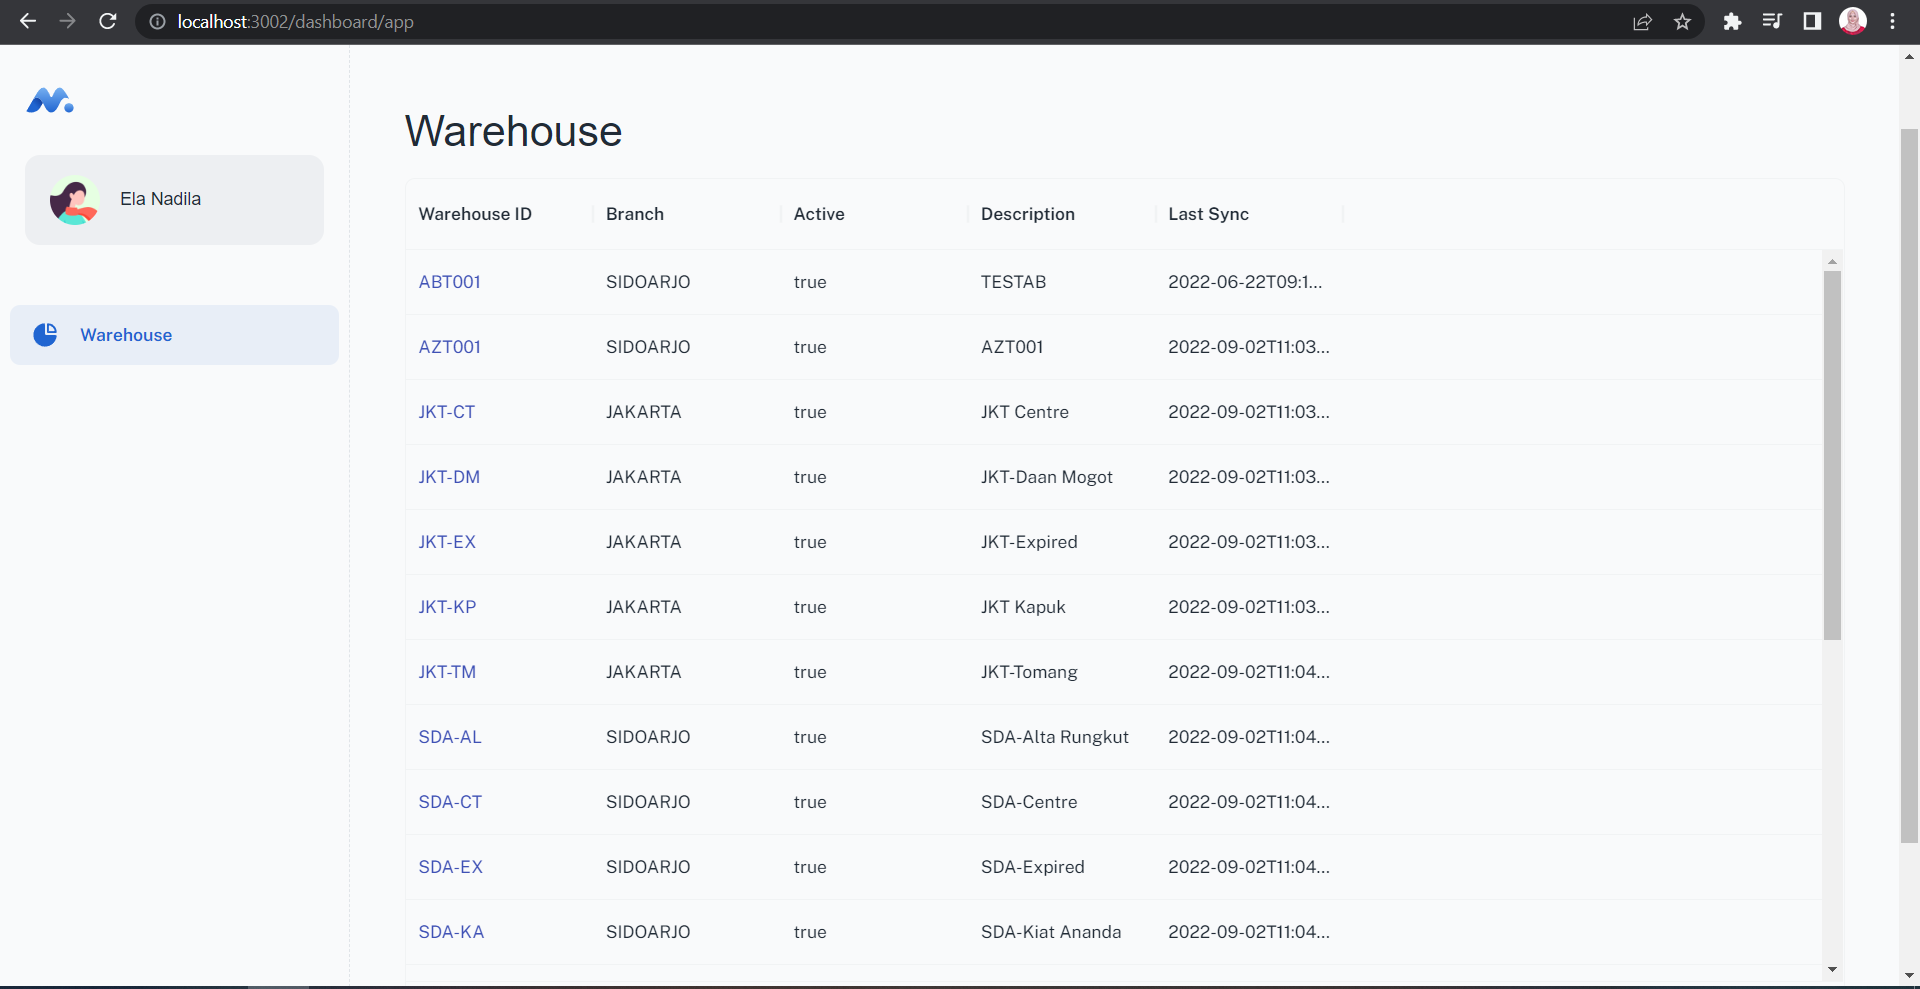 localhost:3002/dashboard/app
Warehouse
Ela Nadila
Warehouse ID Branch Active Description Last Sync
ABT001 SIDOARJO true TESTAB 2022-06-22T09:1...
Warehouse
AZT001 SIDOARJO true AZT001 2022-09-02T11:03...
JKT-CT JAKARTA true JKT Centre 2022-09-02T11:03...
JKT-DM JAKARTA true JKT-Daan Mogot 2022-09-02T11:03...
JKT-EX JAKARTA true JKT-Expired 2022-09-02T11:03...
JKT-KP JAKARTA true JKT Kapuk 2022-09-02T11:03...
JKT-TM JAKARTA true JKT-Tomang 2022-09-02T11:04...
SDA-AL SIDOARJO true SDA-Alta Rungkut 2022-09-02T11:04...
SDA-CT SIDOARJO true SDA-Centre 2022-09-02T11:04...
SDA-EX SIDOARJO true SDA-Expired 2022-09-02T11:04...
SDA-KA SIDOARJO true SDA-Kiat Ananda 2022-09-02T11:04...